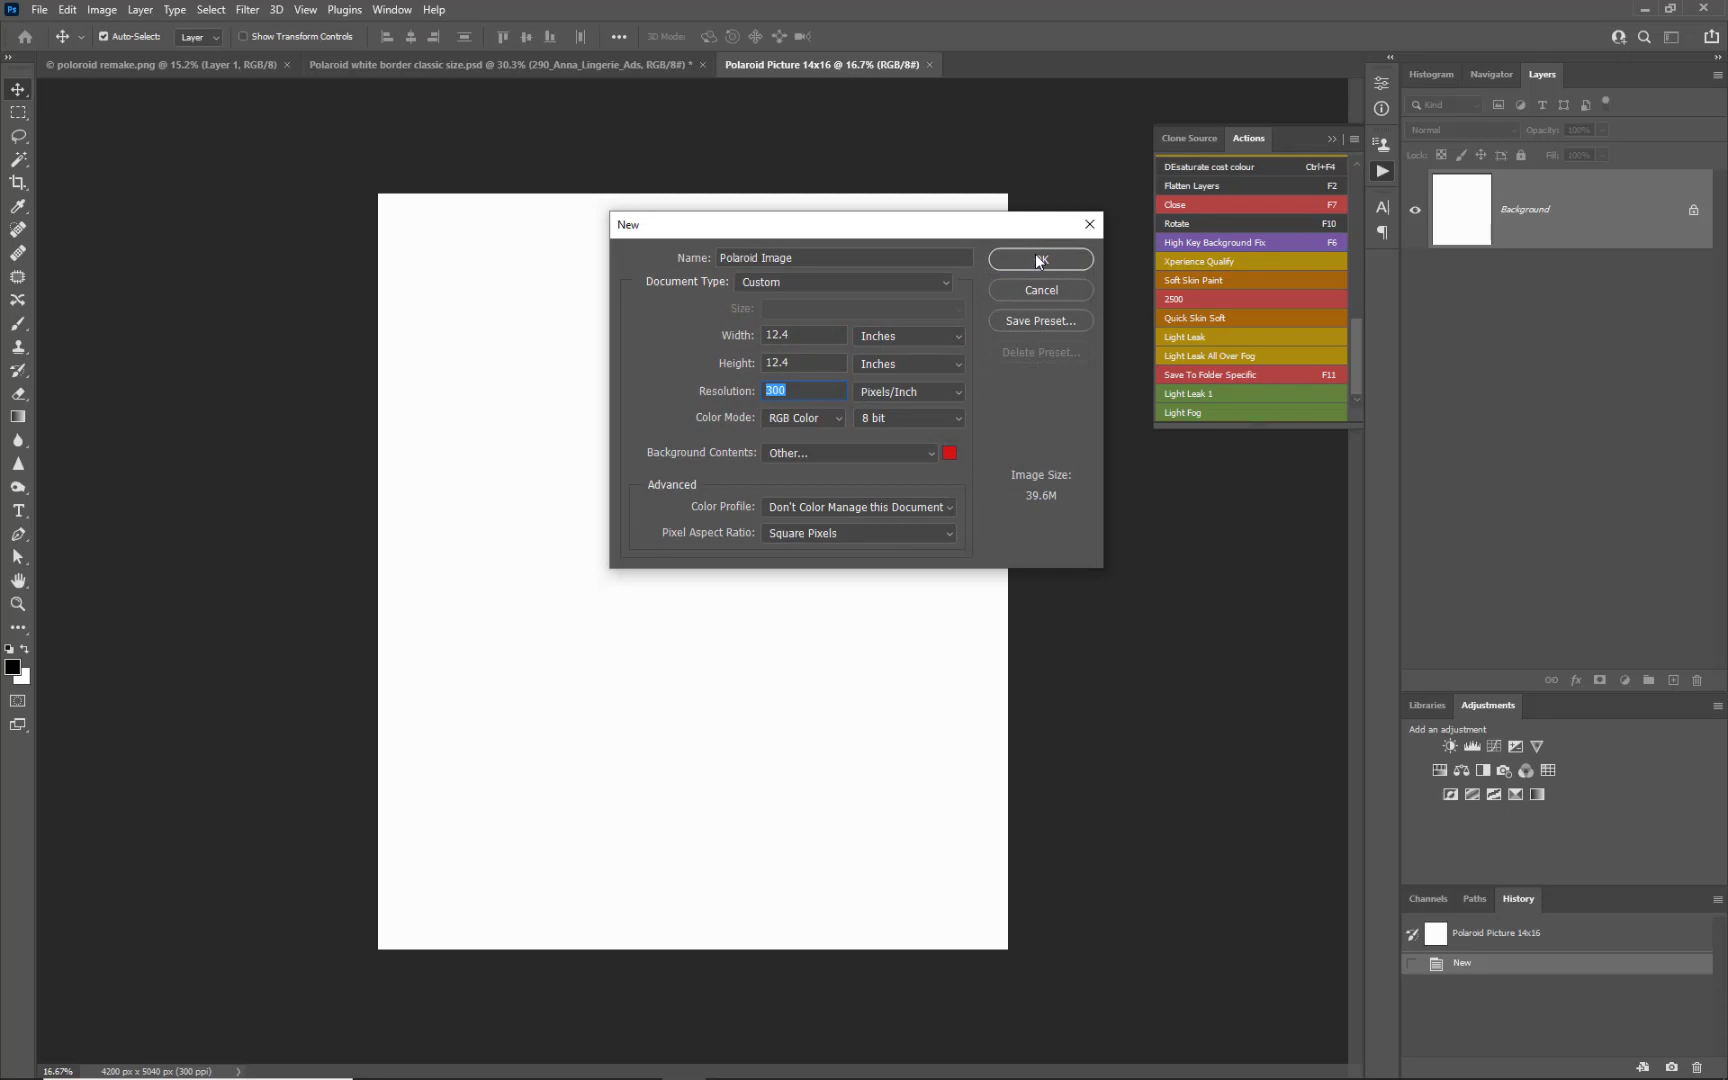 Ps File Edit Image Layer Type Select Filter 3D View Plugins Window Help
Auto-Select: Layer Show Transform Controls 3D Mode:
© poloroid remake.png @ 15.2% (Layer 1, RGB/8) × Polaroid white border classic size.psd @ 30.3% (290_Anna_Lingerie_Ads, RGB/8#) * × Polaroid Picture 14x16 @ 16.7% (RGB/8#) ×
New
Name: Polaroid Image
Document Type: Custom
Size:
Width: 12.4 Inches
Height: 12.4 Inches
Resolution: 300 Pixels/Inch
Color Mode: RGB Color 8 bit
Background Contents: Other...
Advanced
Color Profile: Don't Color Manage this Document
Pixel Aspect Ratio: Square Pixels
OK
Cancel
Save Preset...
Delete Preset...
Image Size:
39.6M
Clone Source Actions
DEsaturate cost colour Ctrl+F4
Flatten Layers F2
Close F7
Rotate F10
High Key Background Fix F6
Xperience Qualify
Soft Skin Paint
2500
Quick Skin Soft
Light Leak
Light Leak All Over Fog
Save To Folder Specific F11
Light Leak 1
Light Fog
Histogram Navigator Layers
Kind
Normal Opacity: 100%
Lock: Fill: 100%
Background
Libraries Adjustments
Add an adjustment
Channels Paths History
Polaroid Picture 14x16
New
16.67% 4200 px x 5040 px (300 ppi)